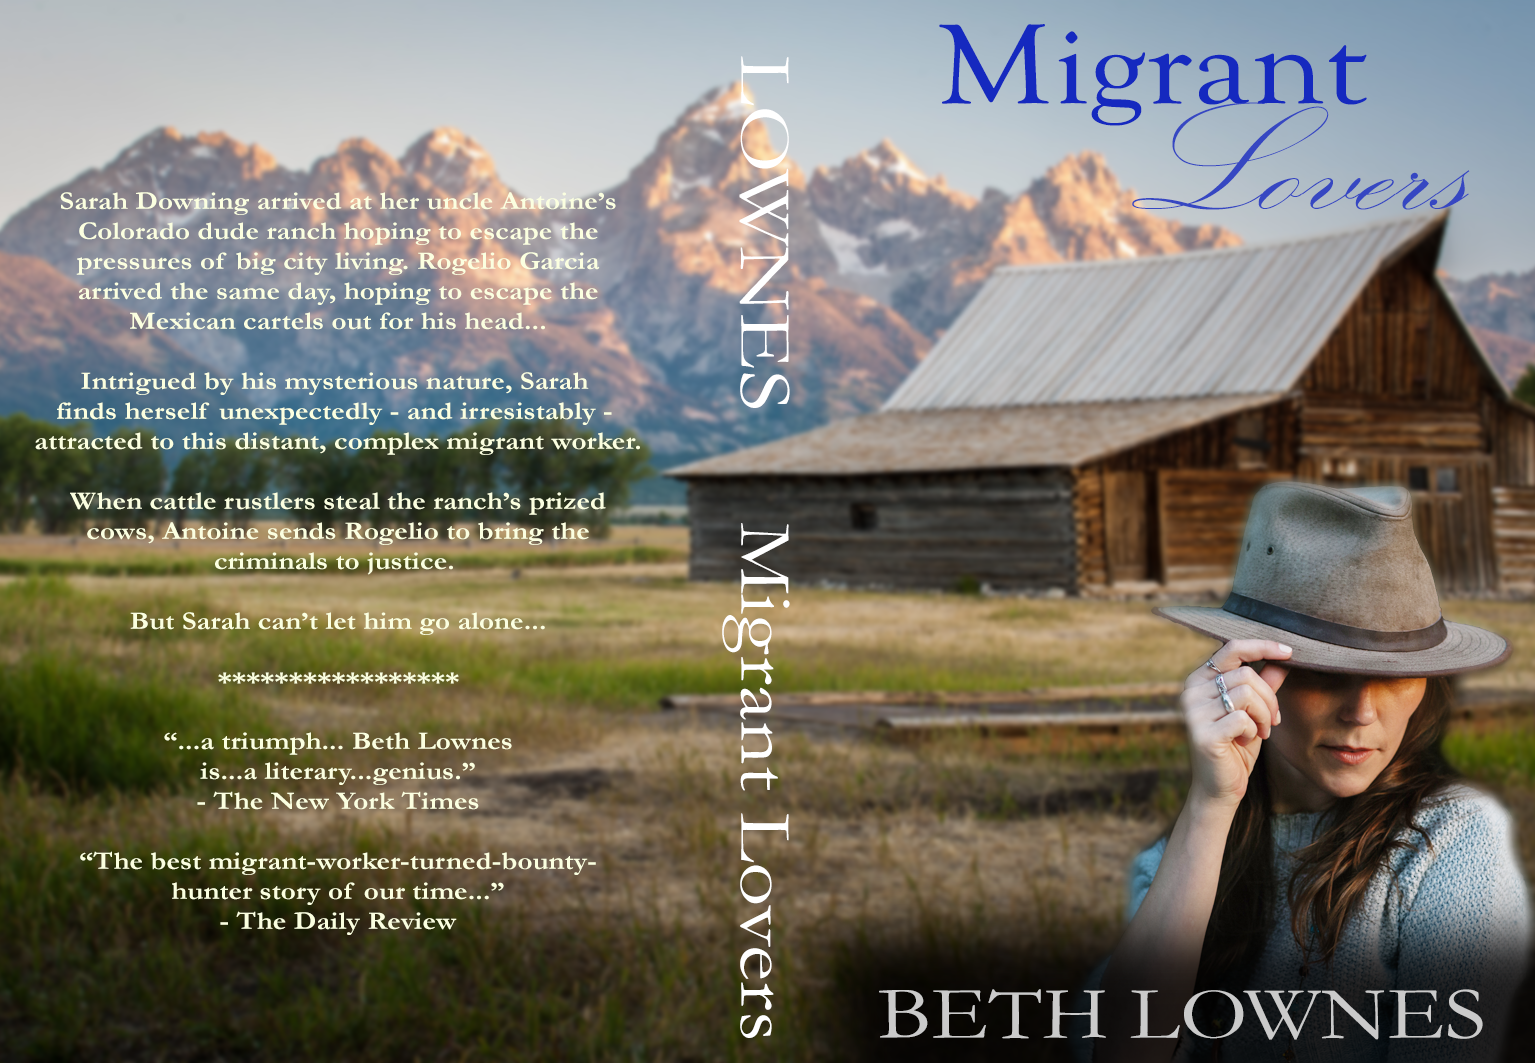 Sarah Downing arrived at her uncle Antoine's
Colorado dude ranch hoping to escape the
pressures of big city living. Rogelio Garcia
arrived the same day, hoping to escape the
Mexican cartels out for his head...
Intrigued by his mysterious nature, Sarah
finds herself unexpectedly - and irresistably -
attracted to this distant, complex migrant worker.
When cattle rustlers steal the ranch's prized
cows, Antoine sends Rogelio to bring the
criminals to justice.
But Sarah can't let him go alone...
*****************
“...a triumph... Beth Lownes
is...a literary...genius.”
- The New York Times
“The best migrant-worker-turned-bounty-
hunter story of our time...”
- The Daily Review
LOWNES Migrant Lovers
Migrant
Lovers
BETH LOWNES